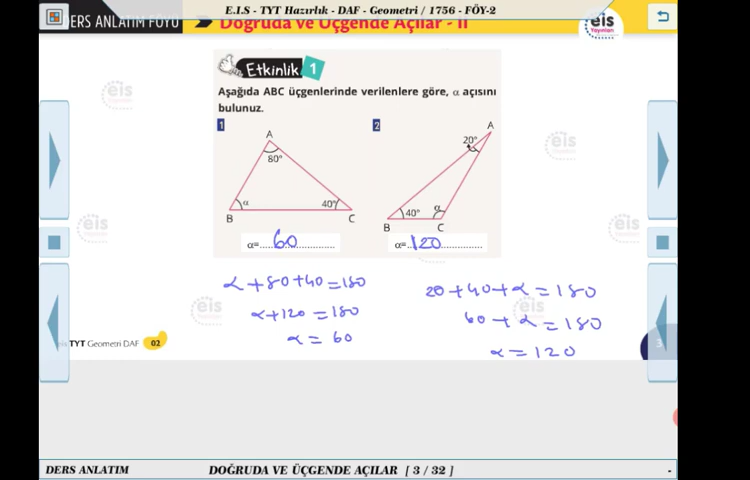 E.I.S - TYT Hazırlık - DAF - Geometri / 1756 - FÖY-2
DERS ANLATIM FÖYÜ
Doğruda ve Üçgende Açılar - II
eis
Yayınları
Etkinlik 1
Aşağıda ABC üçgenlerinde verilenlere göre, α açısını
bulunuz.
1
A
80°
α
40°
B
C
α=......60......
2
A
20°
40°
α
B
C
α=...120......
α + 80 + 40 = 180
α + 120 = 180
α = 60
20 + 40 + α = 180
60 + α = 180
α = 120
eis TYT Geometri DAF 02
3
DERS ANLATIM
DOĞRUDA VE ÜÇGENDE AÇILAR [ 3 / 32 ]
-